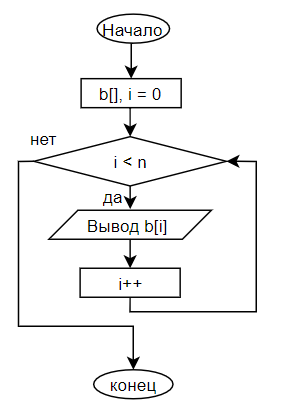 Начало
b[], i = 0
нет
i < n
да
Вывод b[i]
i++
конец